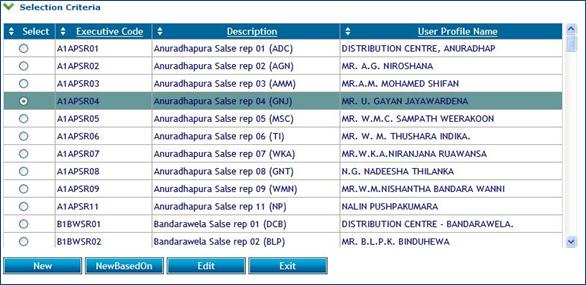 Selection Criteria
Select Executive Code Description User Profile Name
A1APSR01 Anuradhapura Salse rep 01 (ADC) DISTRIBUTION CENTRE, ANURADHAP
A1APSR02 Anuradhapura Salse rep 02 (AGN) MR. A.G. NIROSHANA
A1APSR03 Anuradhapura Salse rep 03 (AMM) MR.A.M. MOHAMED SHIFAN
A1APSR04 Anuradhapura Salse rep 04 (GNJ) MR. U. GAYAN JAYAWARDENA
A1APSR05 Anuradhapura Salse rep 05 (MSC) MR. W.M.C. SAMPATH WEERAKOON
A1APSR06 Anuradhapura Salse rep 06 (TI) MR. W. M. THUSHARA INDIKA.
A1APSR07 Anuradhapura Salse rep 07 (WKA) MR.W.K.A.NIRANJANA RUAWANSA
A1APSR08 Anuradhapura Salse rep 08 (GNT) N.G. NADEESHA THILANKA
A1APSR09 Anuradhapura Salse rep 09 (WMN) MR.W.M.NISHANTHA BANDARA WANNI
A1APSR11 Anuradhapura Salse rep 11 (NP) NALIN PUSHPAKUMARA
B1BWSR01 Bandarawela Salse rep 01 (DCB) DISTRIBUTION CENTRE - BANDARAWELA.
B1BWSR02 Bandarawela Salse rep 02 (BLP) MR. B.L.P.K. BINDUHEWA
New NewBasedOn Edit Exit